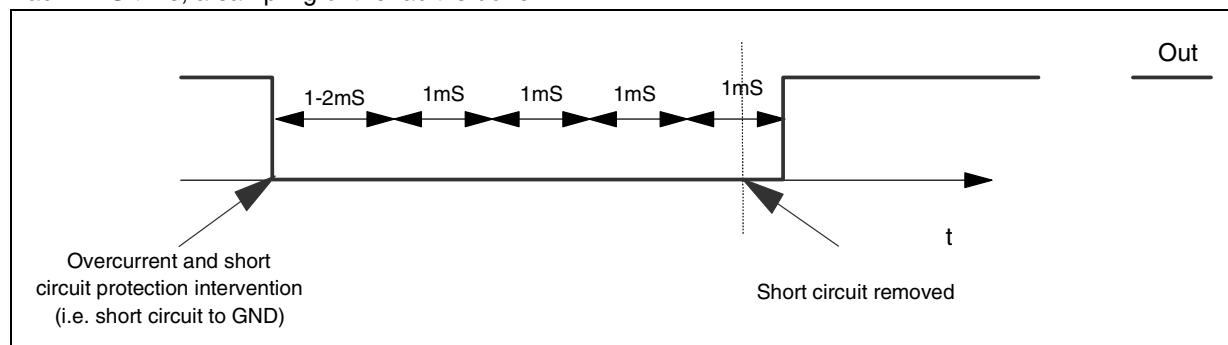 Out
1-2mS
1mS
1mS
1mS
1mS
t
Overcurrent and short
circuit protection intervention
(i.e. short circuit to GND)
Short circuit removed